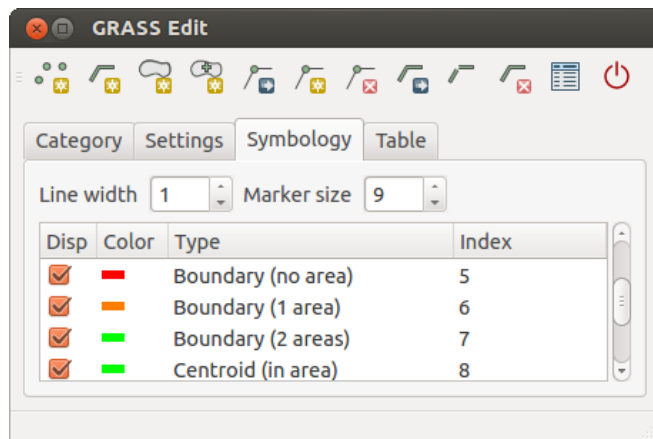 GRASS Edit
Category Settings Symbology Table
Line width 1 Marker size 9
Disp Color Type Index
Boundary (no area) 5
Boundary (1 area) 6
Boundary (2 areas) 7
Centroid (in area) 8